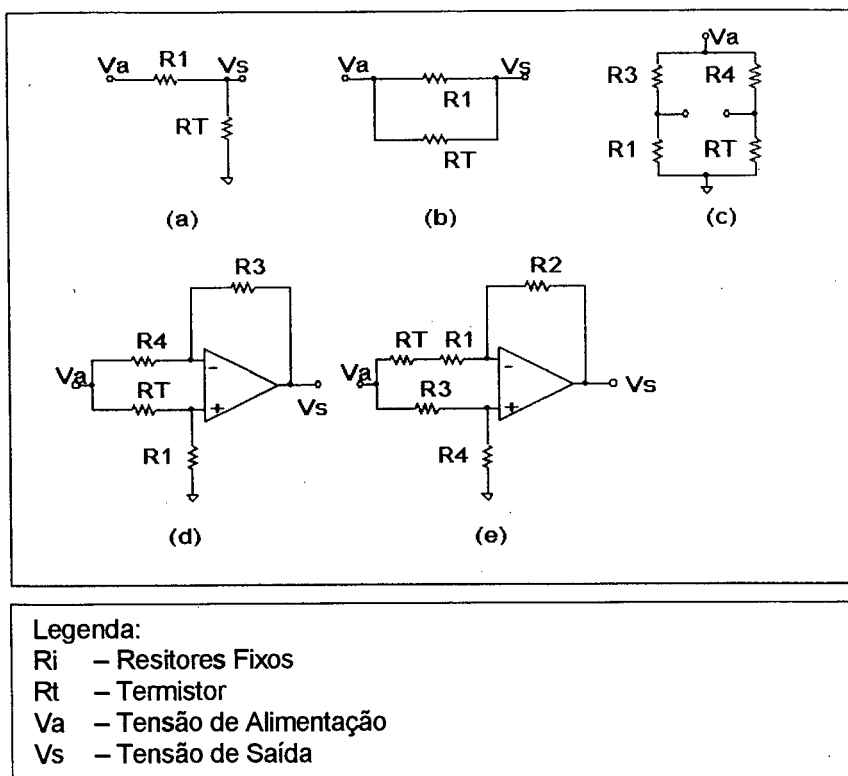 Va R1 Vs
RT
(a)
Va R1 Vs
RT
(b)
Va
R3 R4
R1 RT
(c)
R3
R4
Va
RT
- 
+
Vs
R1
(d)
R2
RT R1
Va
R3
-
+
Vs
R4
(e)
Legenda:
Ri – Resitores Fixos
Rt – Termistor
Va – Tensão de Alimentação
Vs – Tensão de Saída